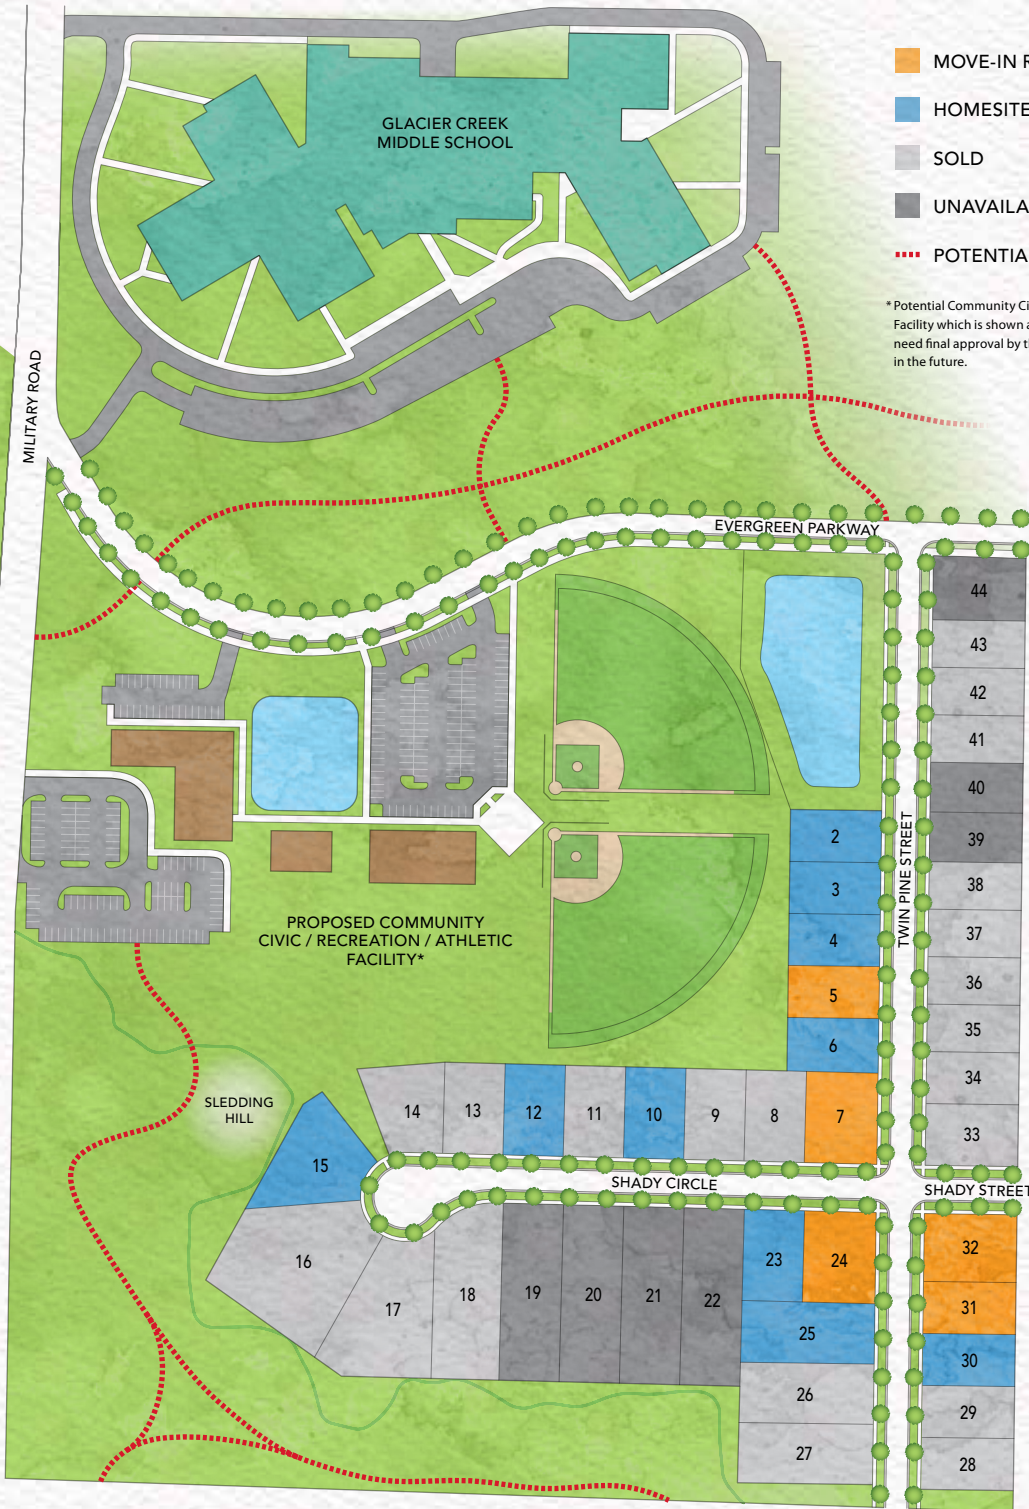 GLACIER CREEK
MIDDLE SCHOOL
MOVE-IN R
HOMESITE
SOLD
UNAVAILA
POTENTIA
* Potential Community Ci
Facility which is shown a
need final approval by th
in the future.
MILITARY ROAD
EVERGREEN PARKWAY
TWIN PINE STREET
44
43
42
41
40
39
38
37
36
35
34
33
2
3
4
5
6
7
PROPOSED COMMUNITY
CIVIC / RECREATION / ATHLETIC
FACILITY*
SLEDDING
HILL
14
13
12
11
10
9
8
15
SHADY CIRCLE
SHADY STREET
16
17
18
19
20
21
22
23
24
25
26
27
32
31
30
29
28